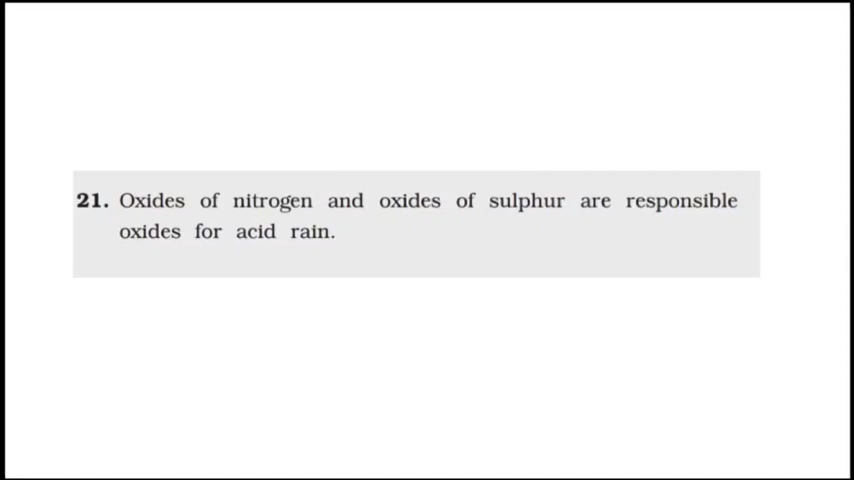 21. Oxides of nitrogen and oxides of sulphur are responsible
oxides for acid rain.